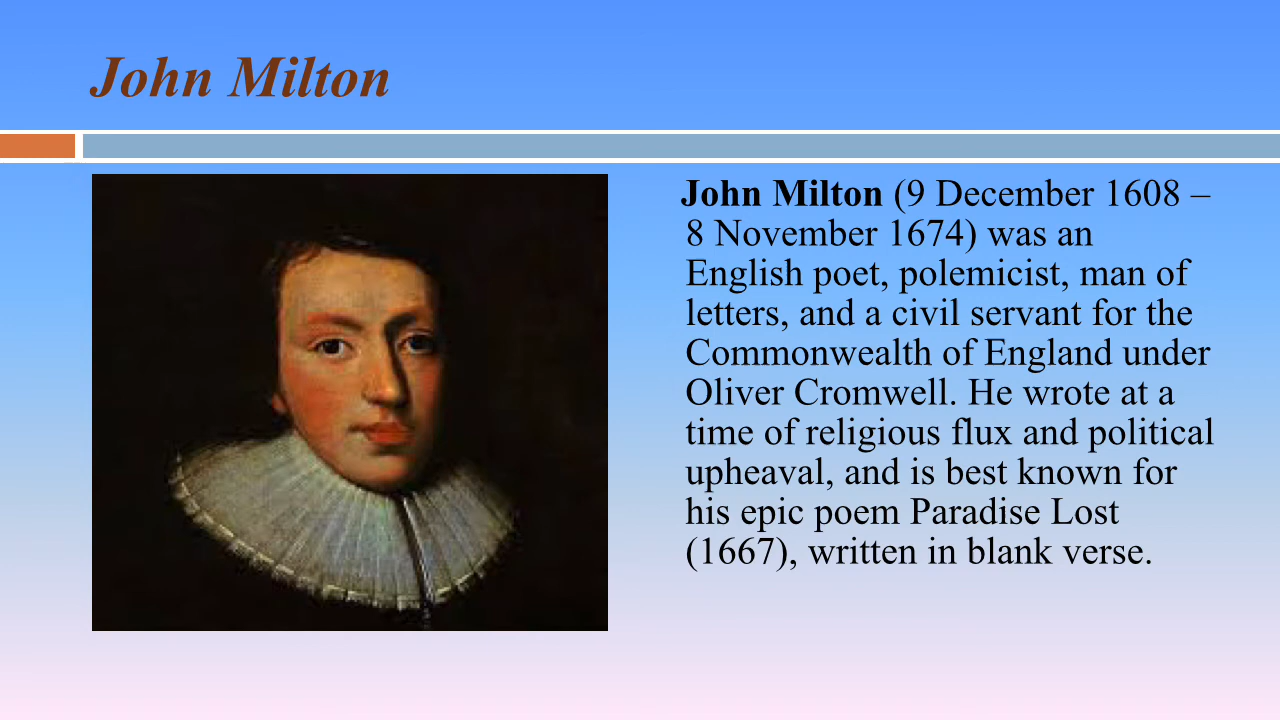 John Milton
John Milton (9 December 1608 –
8 November 1674) was an
English poet, polemicist, man of
letters, and a civil servant for the
Commonwealth of England under
Oliver Cromwell. He wrote at a
time of religious flux and political
upheaval, and is best known for
his epic poem Paradise Lost
(1667), written in blank verse.